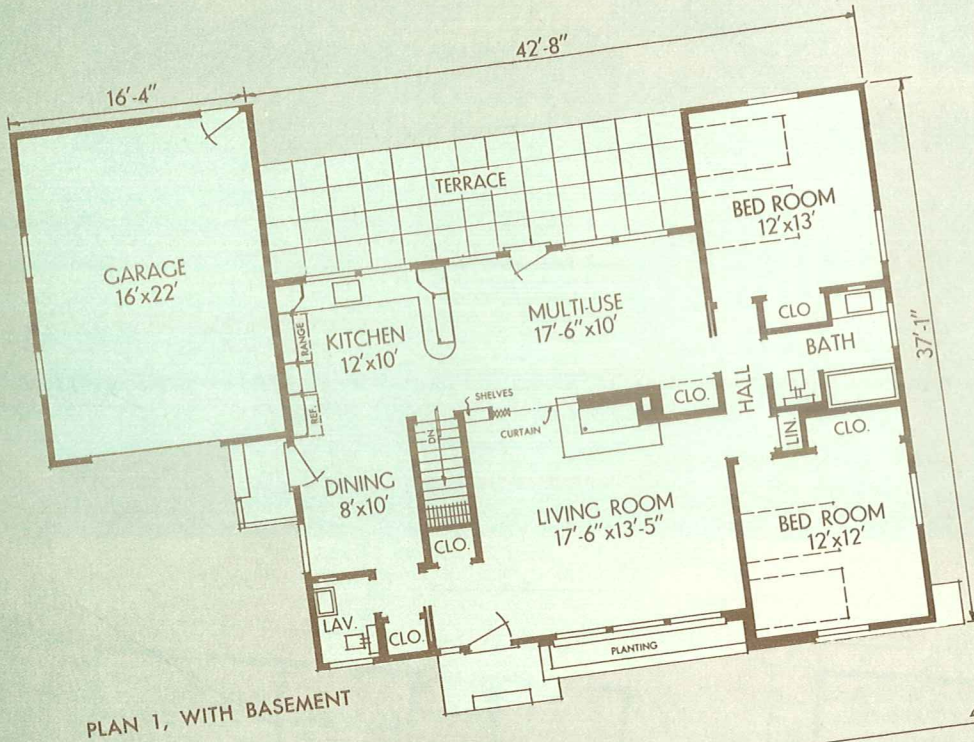 42'-8"
16'-4"
TERRACE
BED ROOM
12'x13'
GARAGE
16'x22'
MULTI-USE
17'-6"x10'
KITCHEN
12'x10'
RANGE
REF.
CLO
BATH
37'-1"
HALL
SHELVES
CURTAIN
CLO.
LIN.
CLO.
DN
DINING
8'x10'
LIVING ROOM
17'-6"x13'-5"
BED ROOM
12'x12'
CLO.
LAV.
CLO.
PLANTING
PLAN 1, WITH BASEMENT